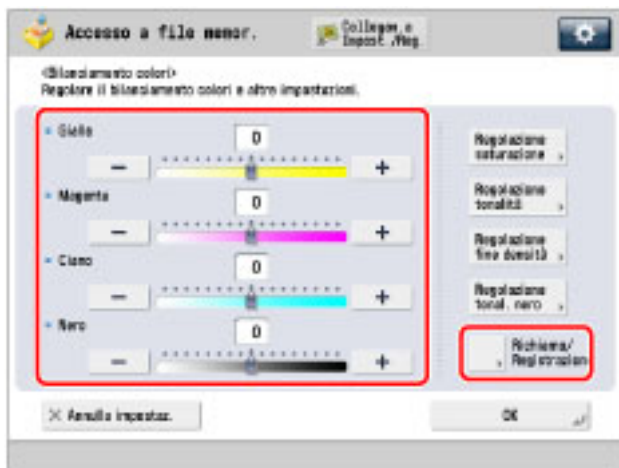 Accesso a file memor.
Collegam. a
Impost./Reg
<Bilanciamento colori>
Regolare il bilanciamento colori e altre impostazioni.
Giallo
0
− +
Magenta
0
− +
Ciano
0
− +
Nero
0
− +
Regolazione
saturazione
Regolazione
tonalità
Regolazione
fine densità
Regolazione
tonal. nero
Richiama/
Registrazion
× Annulla impostaz.
OK